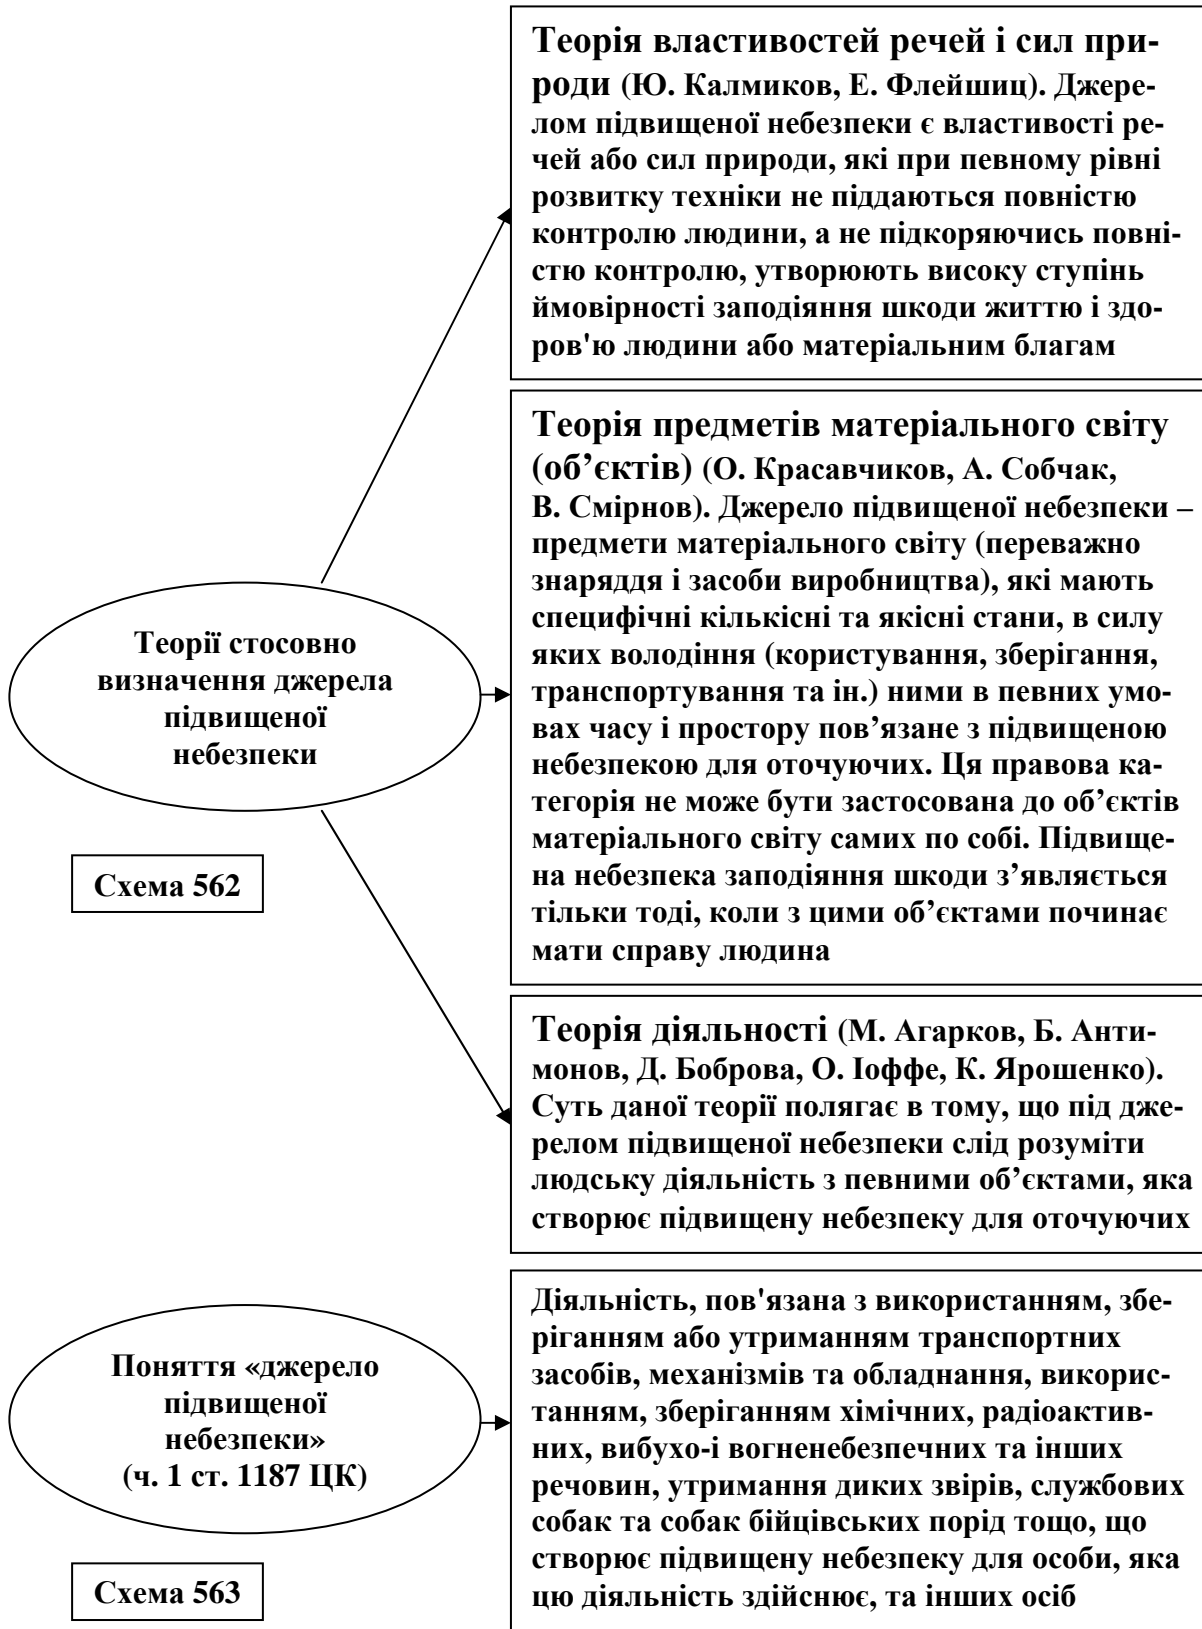 Теорія властивостей речей і сил при-
роди (Ю. Калмиков, Е. Флейшиц). Джере-
лом підвищеної небезпеки є властивості ре-
чей або сил природи, які при певному рівні
розвитку техніки не піддаються повністю
контролю людини, а не підкоряючись повні-
стю контролю, утворюють високу ступінь
ймовірності заподіяння шкоди життю і здо-
ров'ю людини або матеріальним благам
Теорія предметів матеріального світу
(об’єктів) (О. Красавчиков, А. Собчак,
В. Смірнов). Джерело підвищеної небезпеки –
предмети матеріального світу (переважно
знаряддя і засоби виробництва), які мають
специфічні кількісні та якісні стани, в силу
яких володіння (користування, зберігання,
транспортування та ін.) ними в певних умо-
вах часу і простору пов’язане з підвищеною
небезпекою для оточуючих. Ця правова ка-
тегорія не може бути застосована до об’єктів
матеріального світу самих по собі. Підвище-
на небезпека заподіяння шкоди з’являється
тільки тоді, коли з цими об’єктами починає
мати справу людина
Теорії стосовно
визначення джерела
підвищеної
небезпеки
Схема 562
Теорія діяльності (М. Агарков, Б. Анти-
монов, Д. Боброва, О. Іоффе, К. Ярошенко).
Суть даної теорії полягає в тому, що під дже-
релом підвищеної небезпеки слід розуміти
людську діяльність з певними об’єктами, яка
створює підвищену небезпеку для оточуючих
Поняття «джерело
підвищеної
небезпеки»
(ч. 1 ст. 1187 ЦК)
Схема 563
Діяльність, пов'язана з використанням, збе-
ріганням або утриманням транспортних
засобів, механізмів та обладнання, викорис-
танням, зберіганням хімічних, радіоактив-
них, вибухо-і вогненебезпечних та інших
речовин, утримання диких звірів, службових
собак та собак бійцівських порід тощо, що
створює підвищену небезпеку для особи, яка
цю діяльність здійснює, та інших осіб